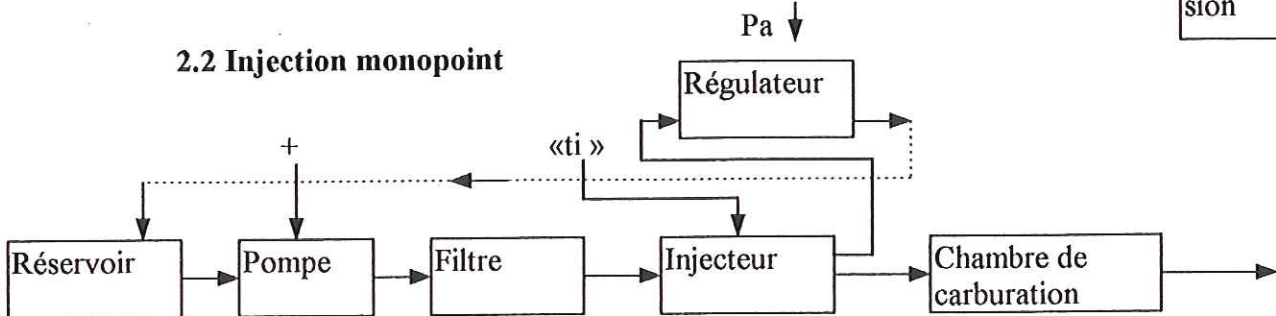 sion
Pa
2.2 Injection monopoint
Régulateur
+
«ti »
Réservoir
Pompe
Filtre
Injecteur
Chambre de
carburation